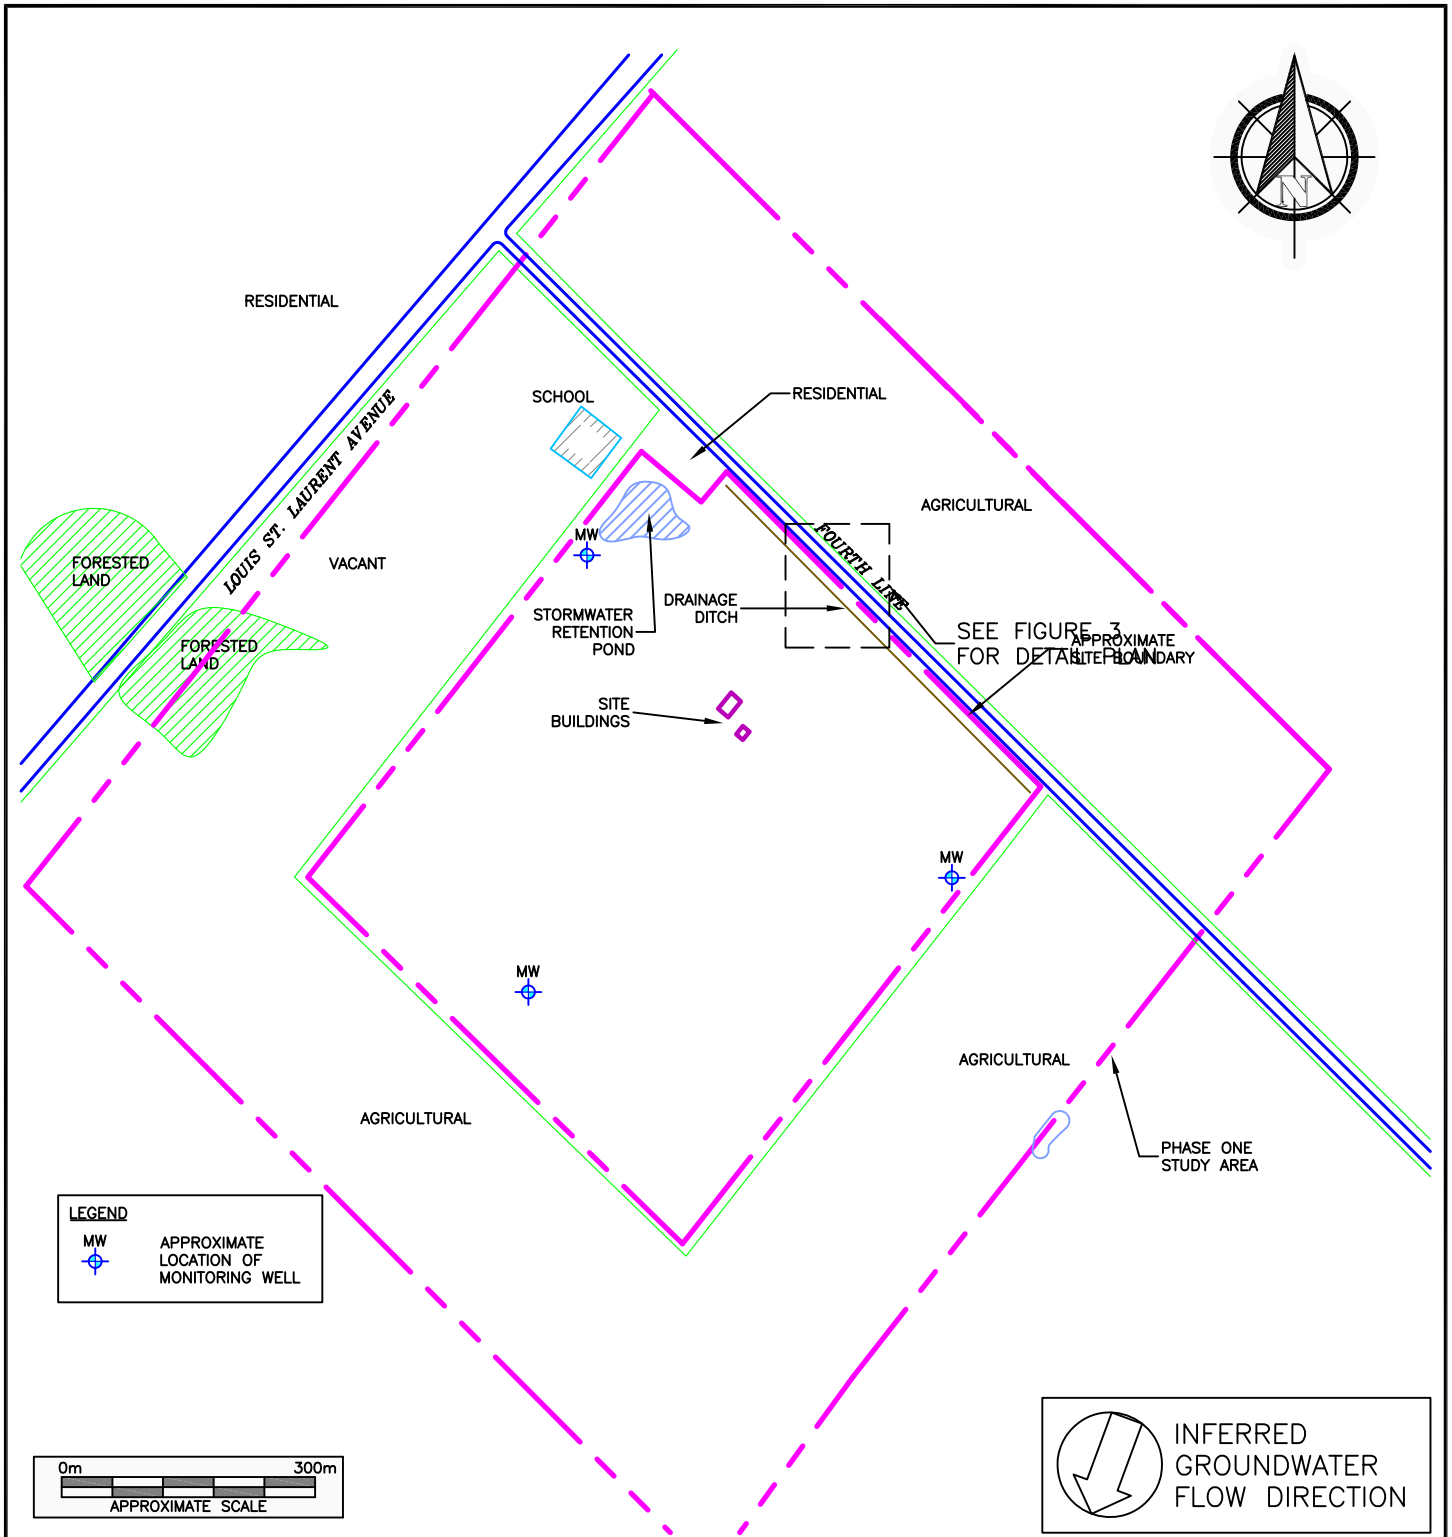 N
RESIDENTIAL
SCHOOL
RESIDENTIAL
LOUIS ST. LAURENT AVENUE
AGRICULTURAL
FOURTH LINE
MW
FORESTED
LAND
VACANT
DRAINAGE
DITCH
STORMWATER
RETENTION
POND
SEE FIGURE 3
FOR DETAIL PLAN
APPROXIMATE
SITE BOUNDARY
FORESTED
LAND
SITE
BUILDINGS
MW
MW
AGRICULTURAL
AGRICULTURAL
PHASE ONE
STUDY AREA
LEGEND
MW
APPROXIMATE
LOCATION OF
MONITORING WELL
0m 300m
APPROXIMATE SCALE
INFERRED
GROUNDWATER
FLOW DIRECTION